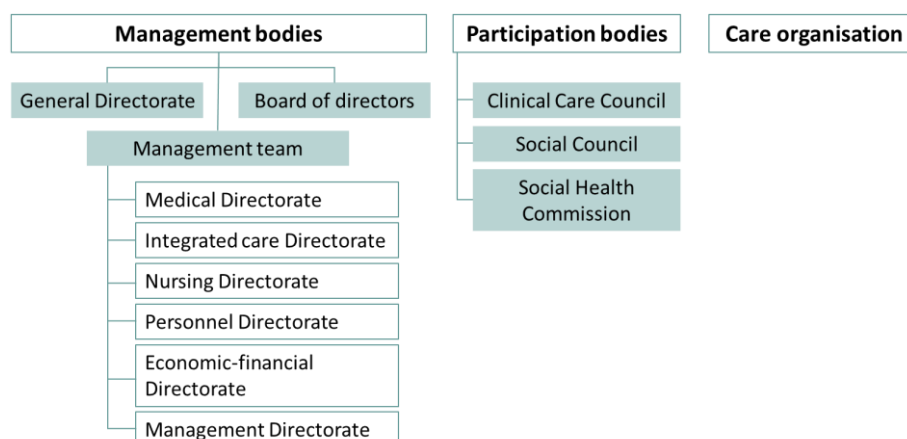 Management bodies
General Directorate
Board of directors
Management team
Medical Directorate
Integrated care Directorate
Nursing Directorate
Personnel Directorate
Economic-financial
Directorate
Management Directorate
Participation bodies
Clinical Care Council
Social Council
Social Health
Commission
Care organisation